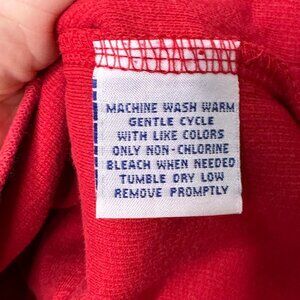 MACHINE WASH WARM
GENTLE CYCLE
WITH LIKE COLORS
ONLY NON-CHLORINE
BLEACH WHEN NEEDED
TUMBLE DRY LOW
REMOVE PROMPTLY